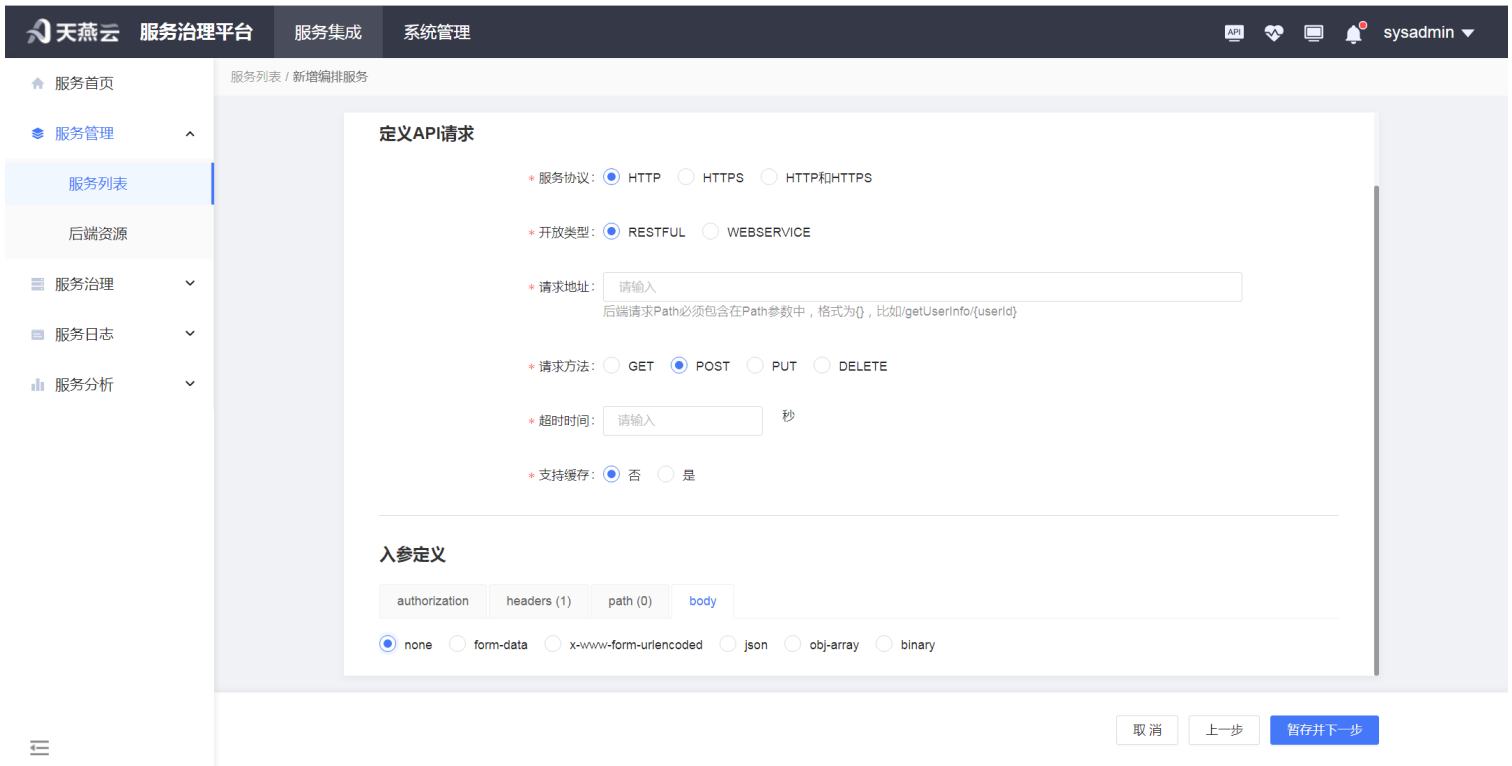 天燕云 服务治理平台 服务集成 系统管理 API sysadmin
服务首页
服务管理
服务列表
后端资源
服务治理
服务日志
服务分析
服务列表 / 新增编排服务
定义API请求
* 服务协议: HTTP HTTPS HTTP和HTTPS
* 开放类型: RESTFUL WEBSERVICE
* 请求地址: 请输入
后端请求Path必须包含在Path参数中，格式为{}，比如/getUserInfo/{userId}
* 请求方法: GET POST PUT DELETE
* 超时时间: 请输入 秒
* 支持缓存: 否 是
入参定义
authorization headers (1) path (0) body
none form-data x-www-form-urlencoded json obj-array binary
取 消 上一步 暂存并下一步